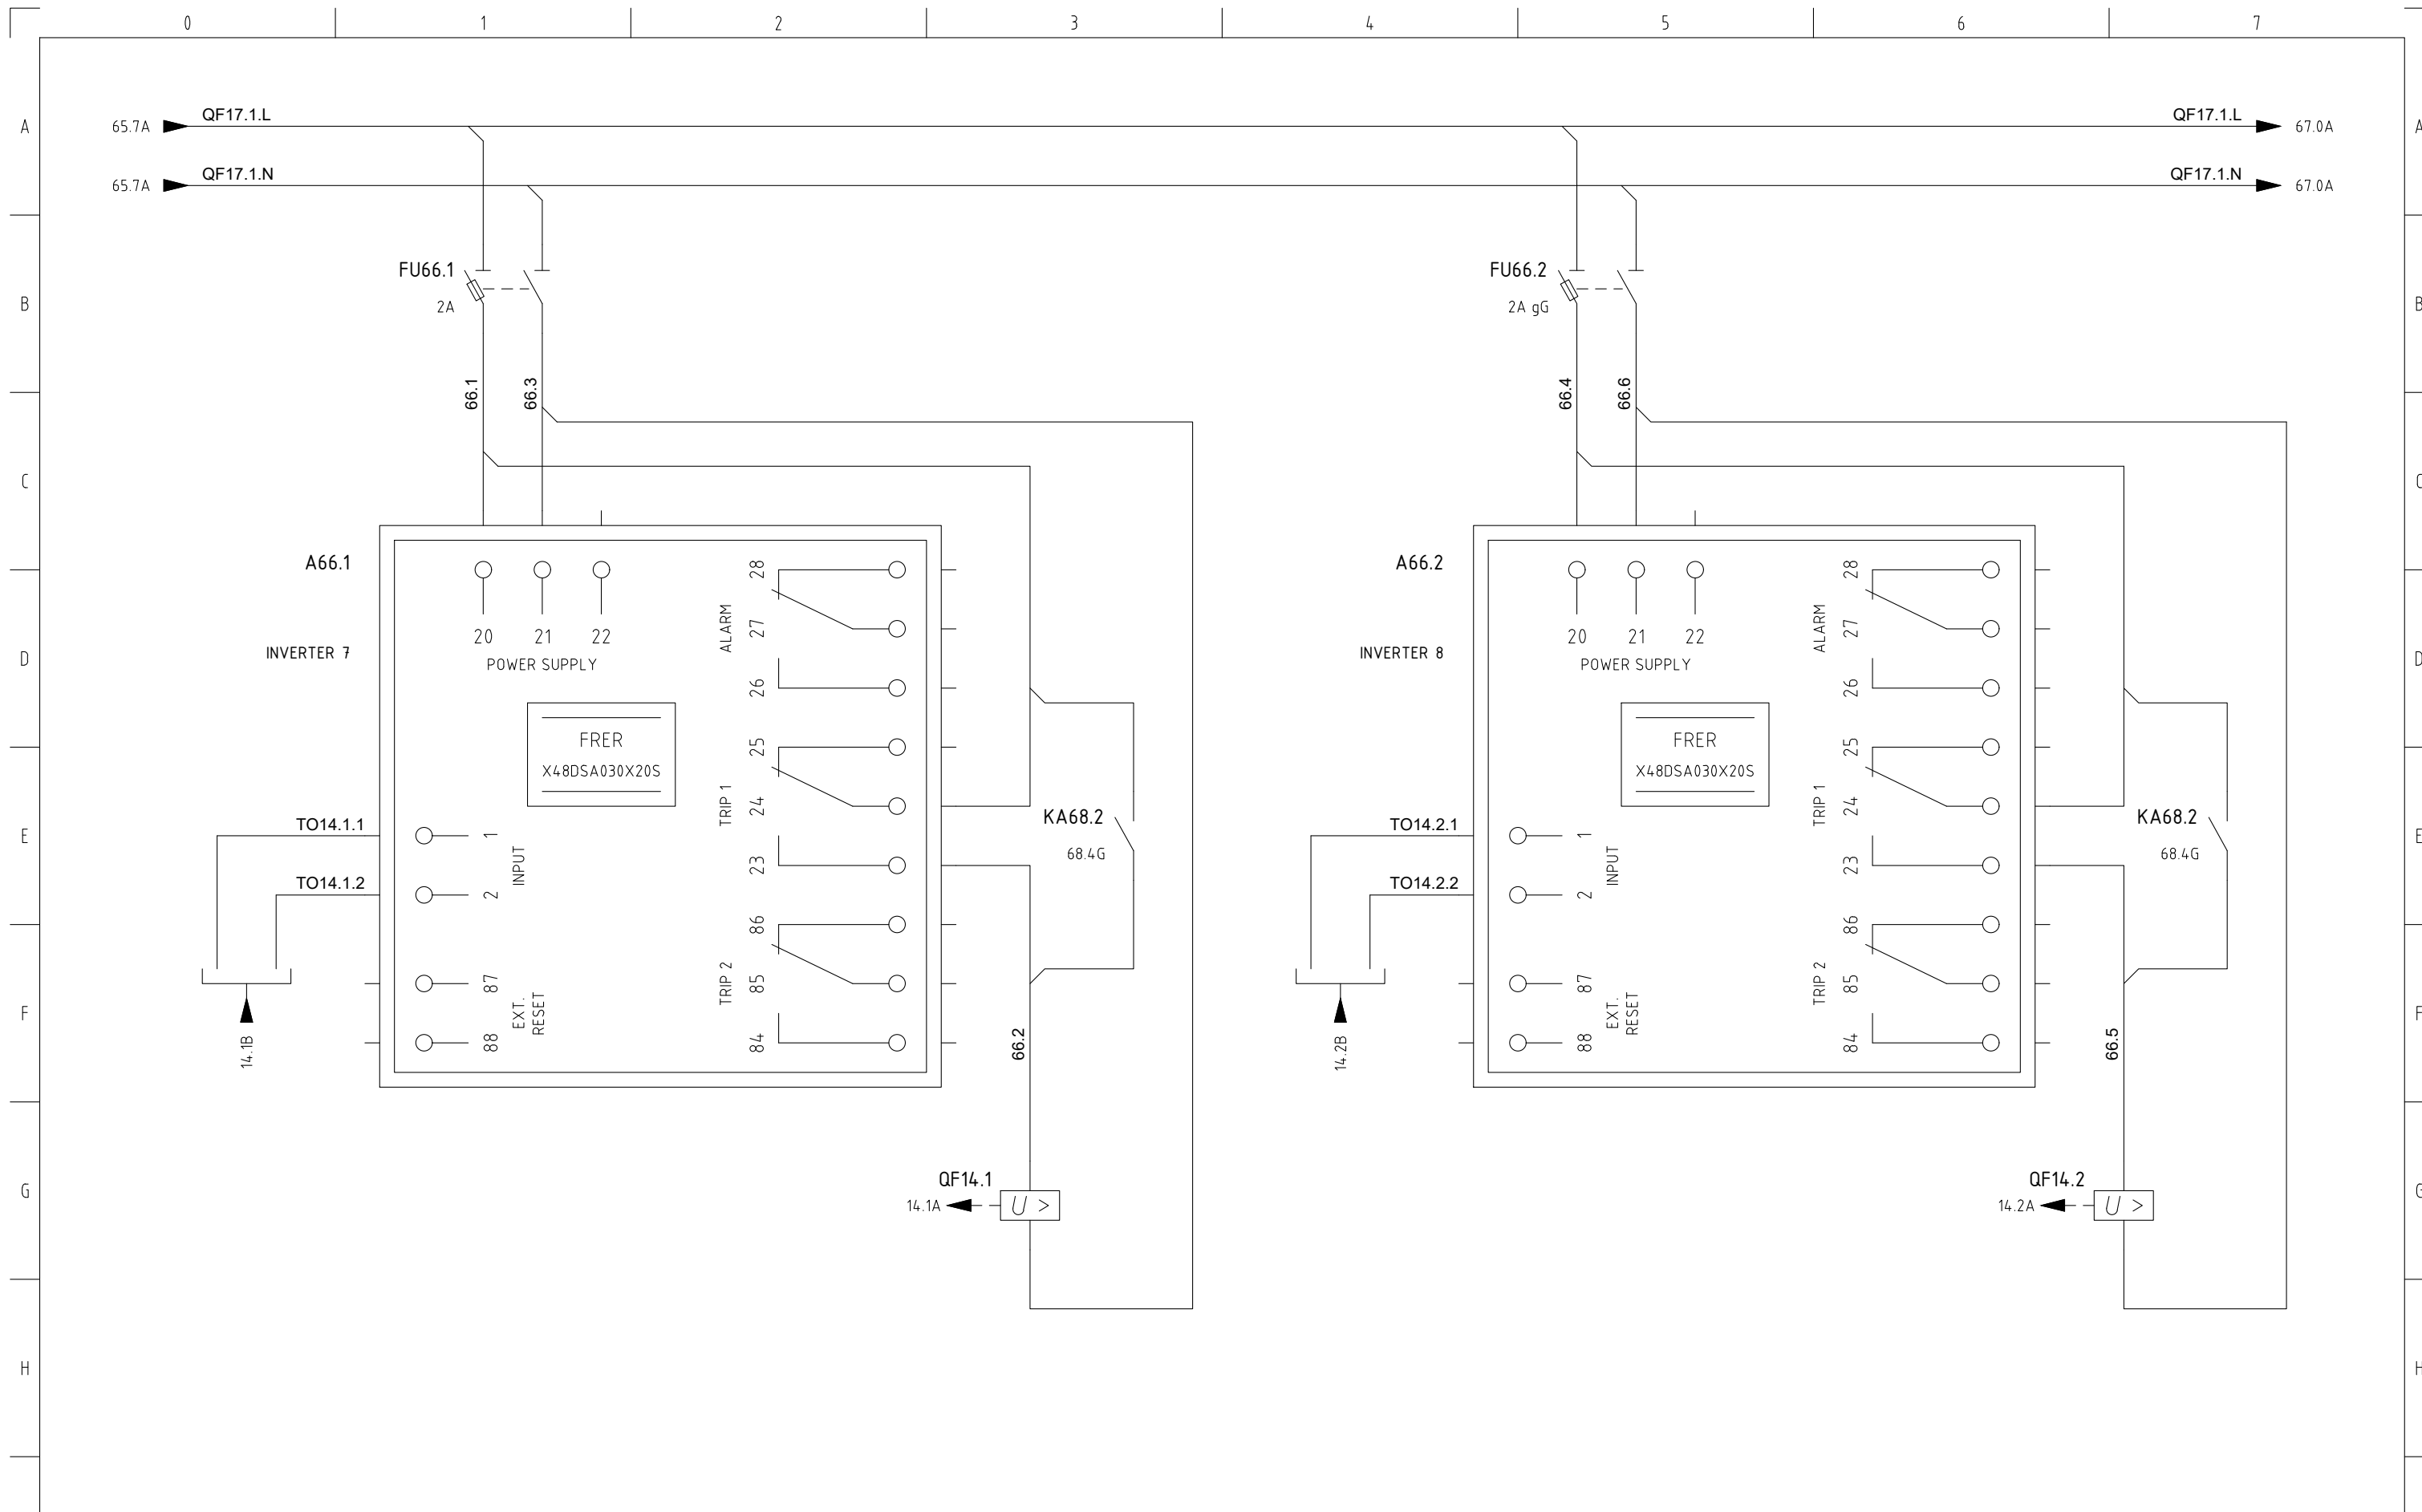 0 1 2 3 4 5 6 7
A 65.7A QF17.1.L QF17.1.L 67.0A A
65.7A QF17.1.N QF17.1.N 67.0A
FU66.1 FU66.2
B 2A 2A gG B
66.1 66.3 66.4 66.6
C C
A66.1 28 A66.2 28
20 21 22 ALARM 27 20 21 22 ALARM 27
D INVERTER 7 POWER SUPPLY INVERTER 8 POWER SUPPLY D
26 26
FRER 25 FRER 25
X48DSA030X20S X48DSA030X20S
TRIP 1 24 KA68.2 TRIP 1 24 KA68.2
E TO14.1.1 1 TO14.2.1 1 E
INPUT 23 68.4G INPUT 23 68.4G
TO14.1.2 2 TO14.2.2 2
86 86
87 TRIP 2 85 87 TRIP 2 85
F EXT. EXT. F
RESET RESET
14.1B 88 84 66.2 14.2B 88 84 66.5
QF14.1 QF14.2
G 14.1A U > 14.2A U > G
H H